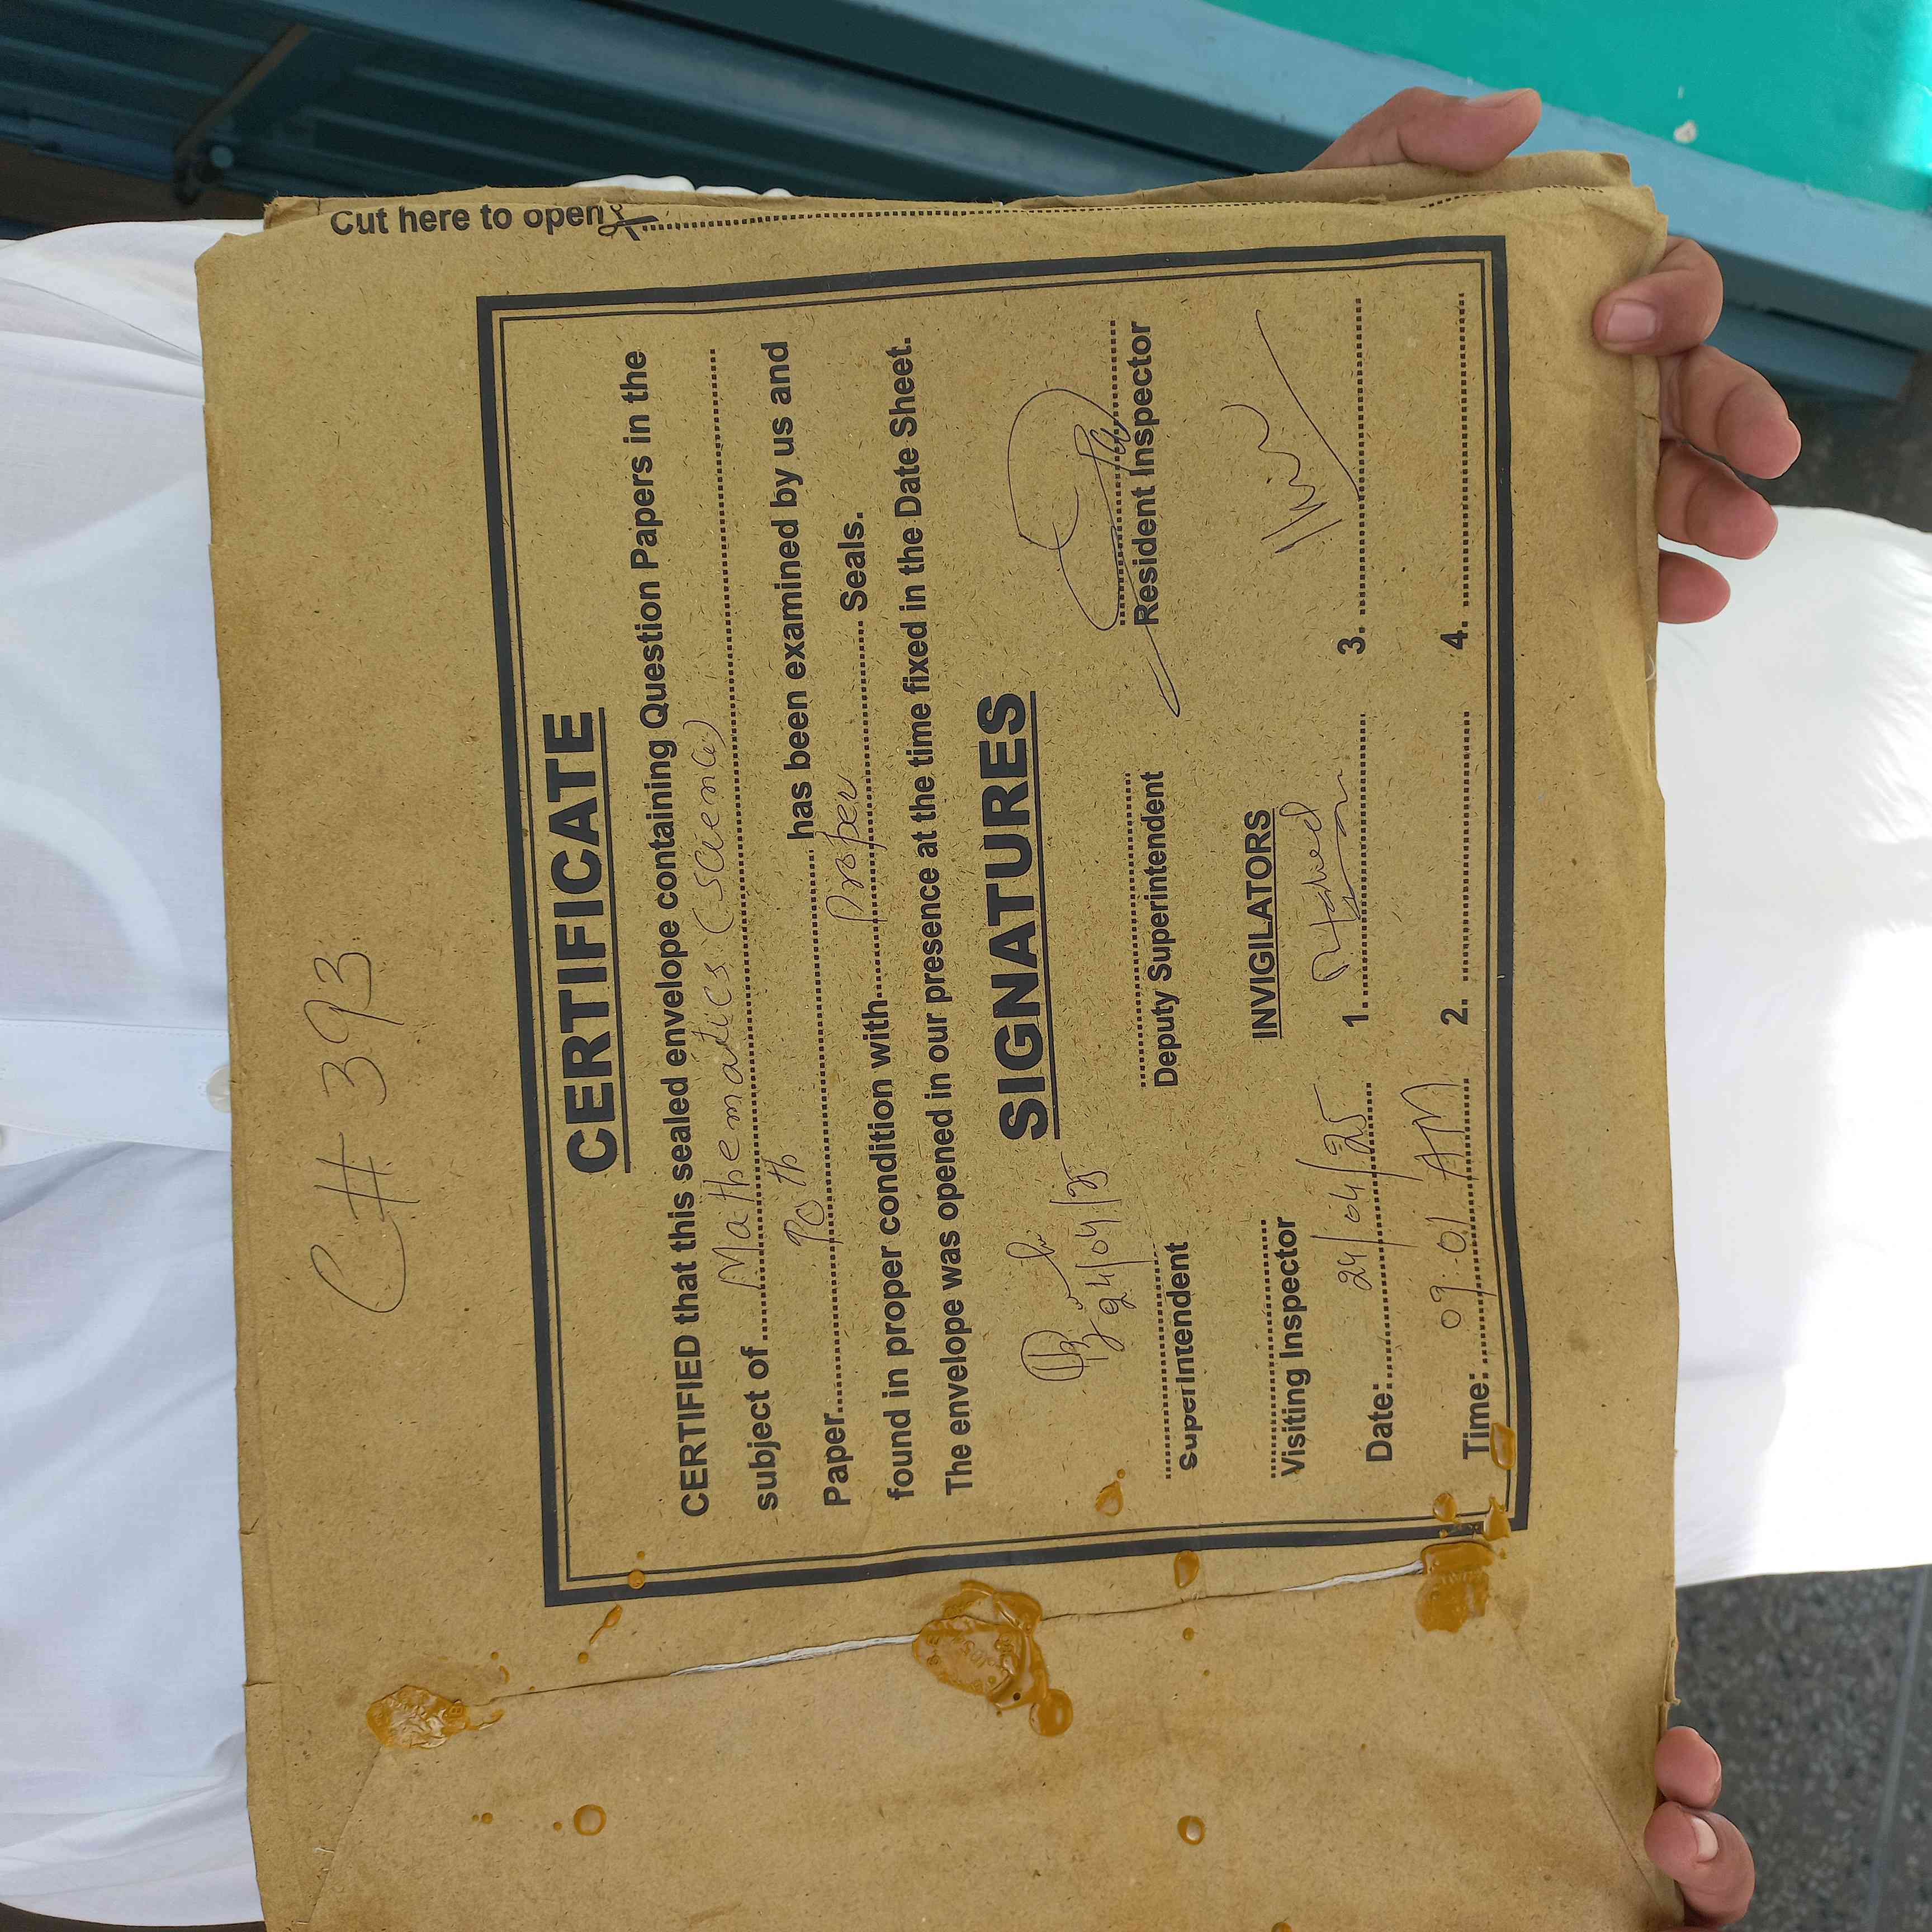 Cut here to open
C# 393
CERTIFICATE
CERTIFIED that this sealed envelope containing Question Papers in the
subject of Mathematics (Science)
Paper has been examined by us and
found in proper condition with Proper Seals.
The envelope was opened in our presence at the time fixed in the Date Sheet.
SIGNATURES
24/04/25
Superintendent Deputy Superintendent Resident Inspector
Visiting Inspector INVIGILATORS
Date: 24/04/25 1. 3.
Time: 09:01 AM 2. 4.